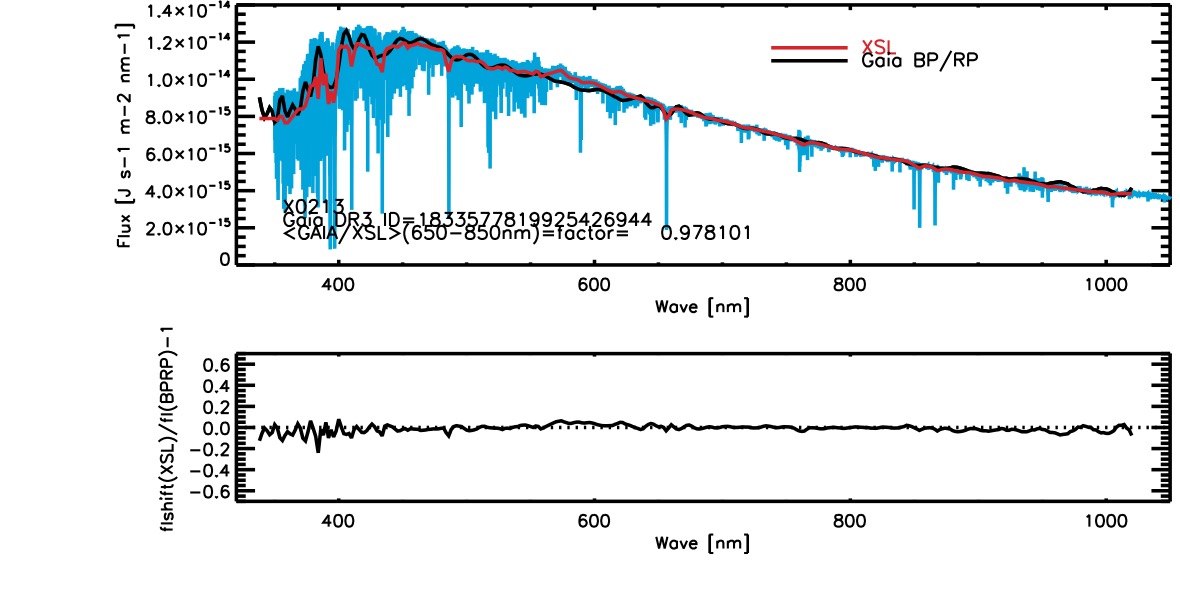 1.4×10⁻¹⁴
1.2×10⁻¹⁴
1.0×10⁻¹⁴
8.0×10⁻¹⁵
6.0×10⁻¹⁵
4.0×10⁻¹⁵
2.0×10⁻¹⁵
0
Flux [J s−1 m−2 nm−1]
XSL
Gaia BP/RP
X0213
Gaia DR3 ID=1833577819992542694​4
<GAIA/XSL>(650−850nm)=factor= 0.978101
400 600 800 1000
Wave [nm]
flshift(XSL)/fl(BPRP)−1
0.6
0.4
0.2
0.0
−0.2
−0.4
−0.6
400 600 800 1000
Wave [nm]